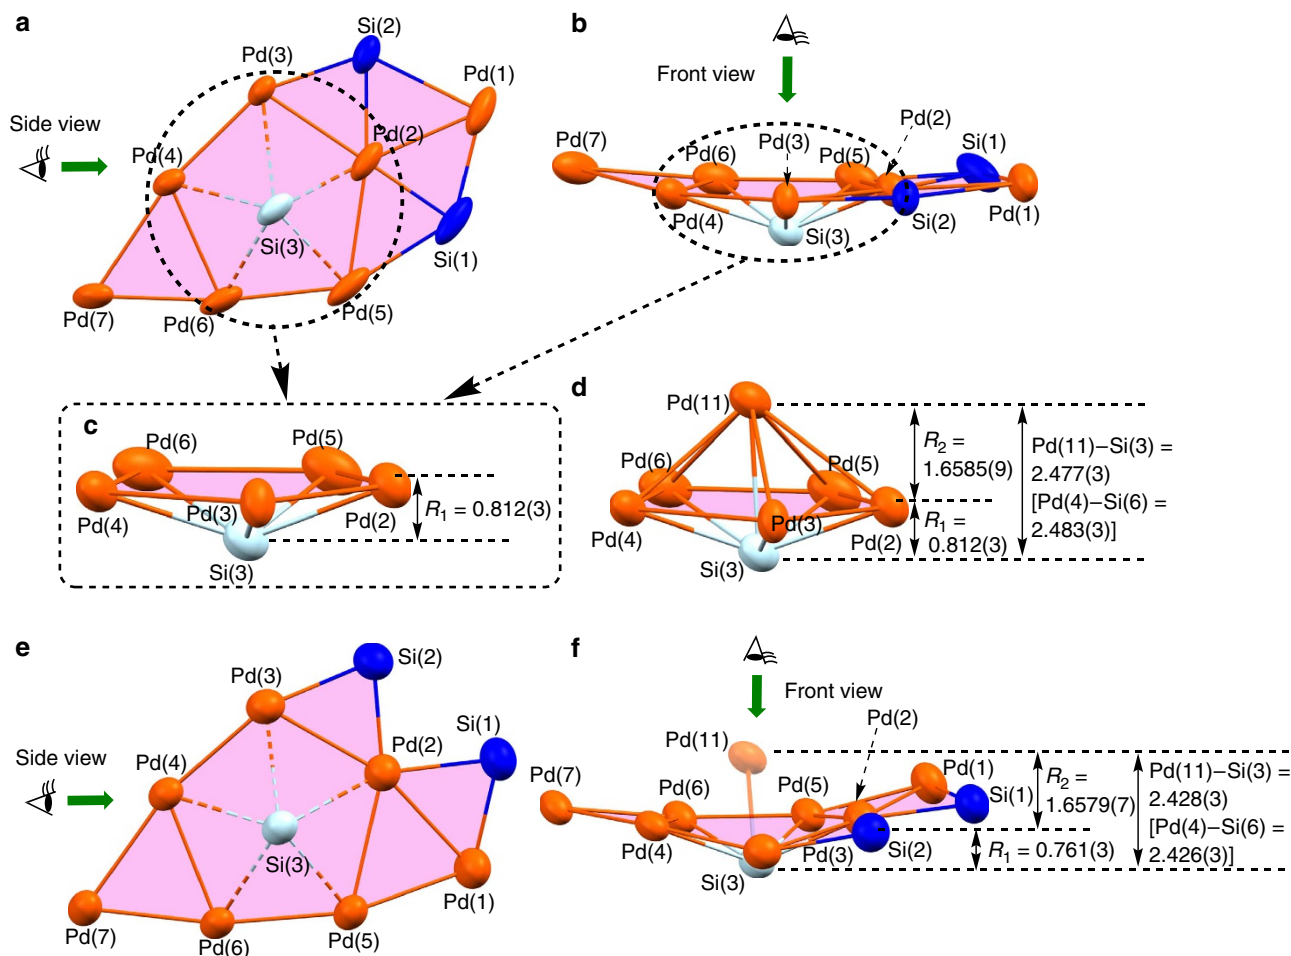 a
Si(2)
Pd(3)
Pd(1)
Side view
Pd(2)
Pd(4)
Si(3)
Si(1)
Pd(7)
Pd(6)
Pd(5)
b
Front view
Pd(2)
Pd(7)
Pd(6)
Pd(3)
Pd(5)
Si(1)
Pd(4)
Si(3)
Si(2)
Pd(1)
c
Pd(6)
Pd(5)
Pd(4)
Pd(3)
Pd(2)
R1 = 0.812(3)
Si(3)
d
Pd(11)
Pd(6)
Pd(5)
Pd(4)
Pd(3)
Pd(2)
Si(3)
R2 =
1.6585(9)
R1 =
0.812(3)
Pd(11)–Si(3) =
2.477(3)
[Pd(4)–Si(6) =
2.483(3)]
e
Si(2)
Pd(3)
Si(1)
Side view
Pd(4)
Pd(2)
Si(3)
Pd(1)
Pd(7)
Pd(6)
Pd(5)
f
Front view
Pd(2)
Pd(11)
Pd(7)
Pd(6)
Pd(5)
Pd(1)
Si(1)
Pd(4)
Pd(3)
Si(2)
Si(3)
R2 =
1.6579(7)
R1 = 0.761(3)
Pd(11)–Si(3) =
2.428(3)
[Pd(4)–Si(6) =
2.426(3)]